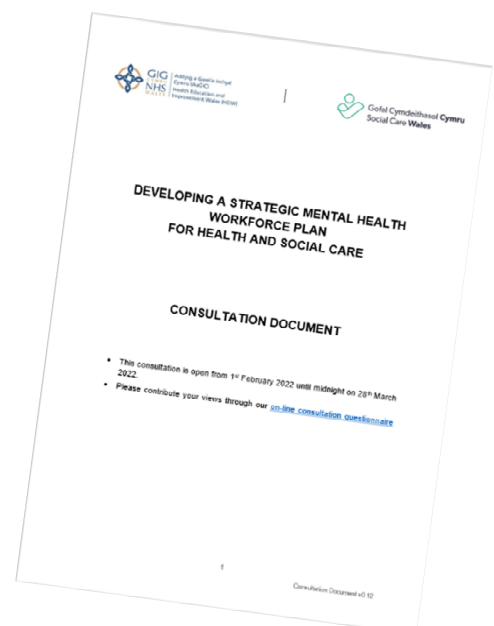 GIG
CYMRU
NHS
WALES
Addysg a Gwella Iechyd
Cymru (AaGIC)
Health Education and
Improvement Wales (HEIW)
Gofal Cymdeithasol Cymru
Social Care Wales
DEVELOPING A STRATEGIC MENTAL HEALTH
WORKFORCE PLAN
FOR HEALTH AND SOCIAL CARE
CONSULTATION DOCUMENT
• This consultation is open from 1st February 2022 until midnight on 28th March
2022.
• Please contribute your views through our on-line consultation questionnaire
1
Consultation Document v0.12